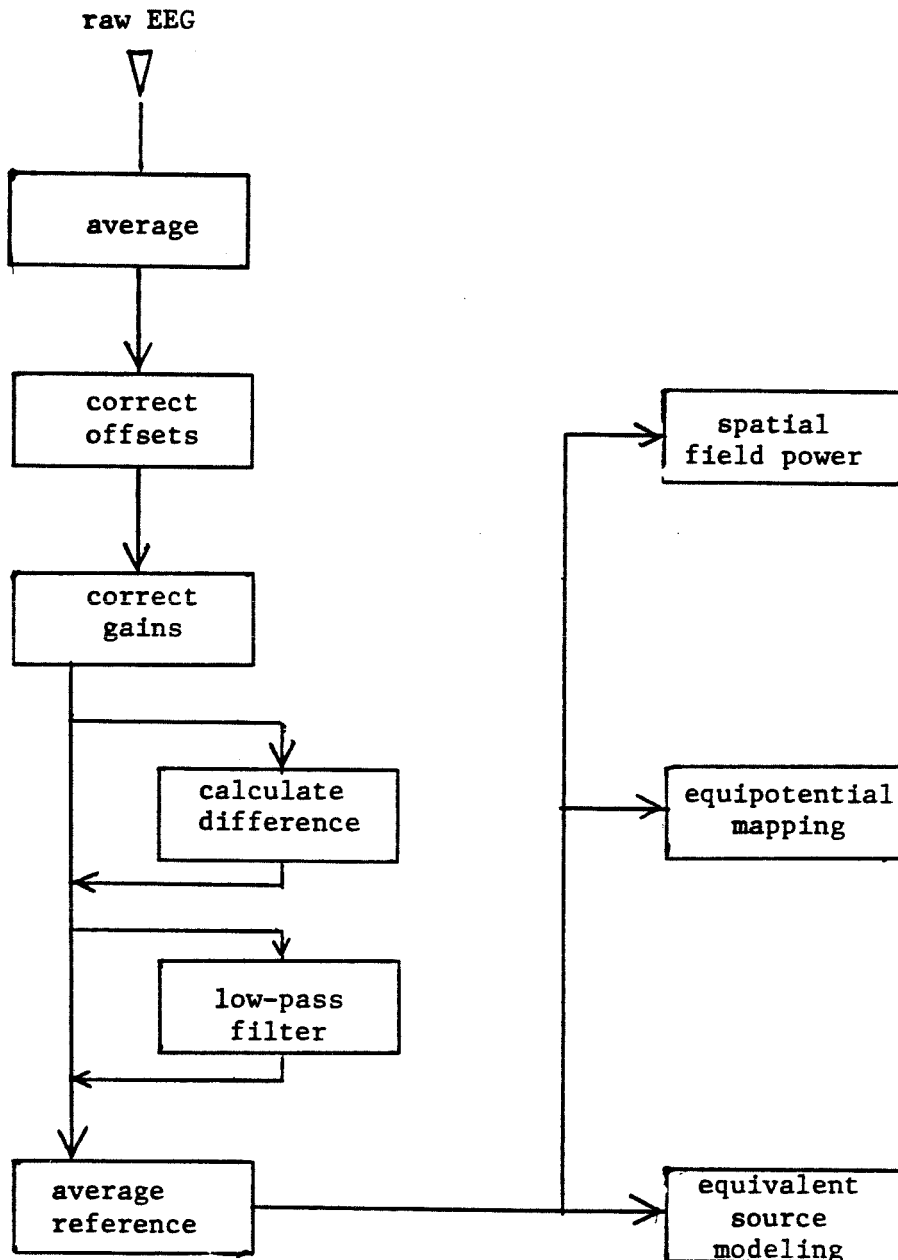 raw EEG
average
correct
offsets
correct
gains
calculate
difference
low-pass
filter
average
reference
spatial
field power
equipotential
mapping
equivalent
source
modeling